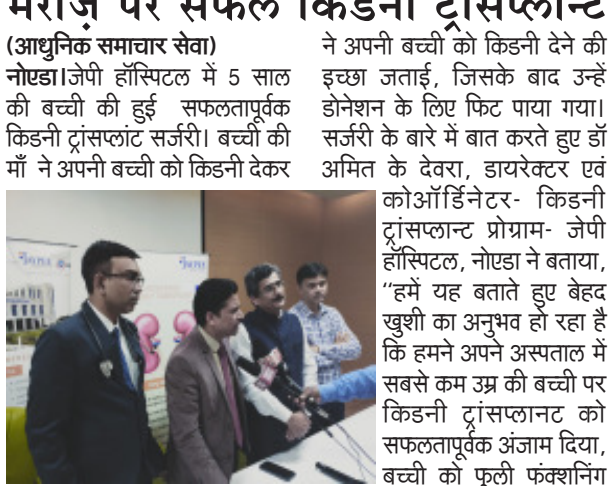 मरीज़ पर सफल किडनी ट्रांसप्लान्ट
(आधुनिक समाचार सेवा)
नोएडा।जेपी हॉस्पिटल में 5 साल
की बच्ची की हुई सफलतापूर्वक
किडनी ट्रांसप्लांट सर्जरी। बच्ची की
माँ ने अपनी बच्ची को किडनी देकर
ने अपनी बच्ची को किडनी देने की
इच्छा जताई, जिसके बाद उन्हें
डोनेशन के लिए फिट पाया गया।
सर्जरी के बारे में बात करते हुए डॉ
अमित के देवरा, डायरेक्टर एवं
कोऑर्डिनेटर- किडनी
ट्रांसप्लान्ट प्रोग्राम- जेपी
हॉस्पिटल, नोएडा ने बताया,
‘‘हमें यह बताते हुए बेहद
खुशी का अनुभव हो रहा है
कि हमने अपने अस्पताल में
सबसे कम उम्र की बच्ची पर
किडनी ट्रांसप्लानट को
सफलतापूर्वक अंजाम दिया,
बच्ची को फूली फंक्शनिंग